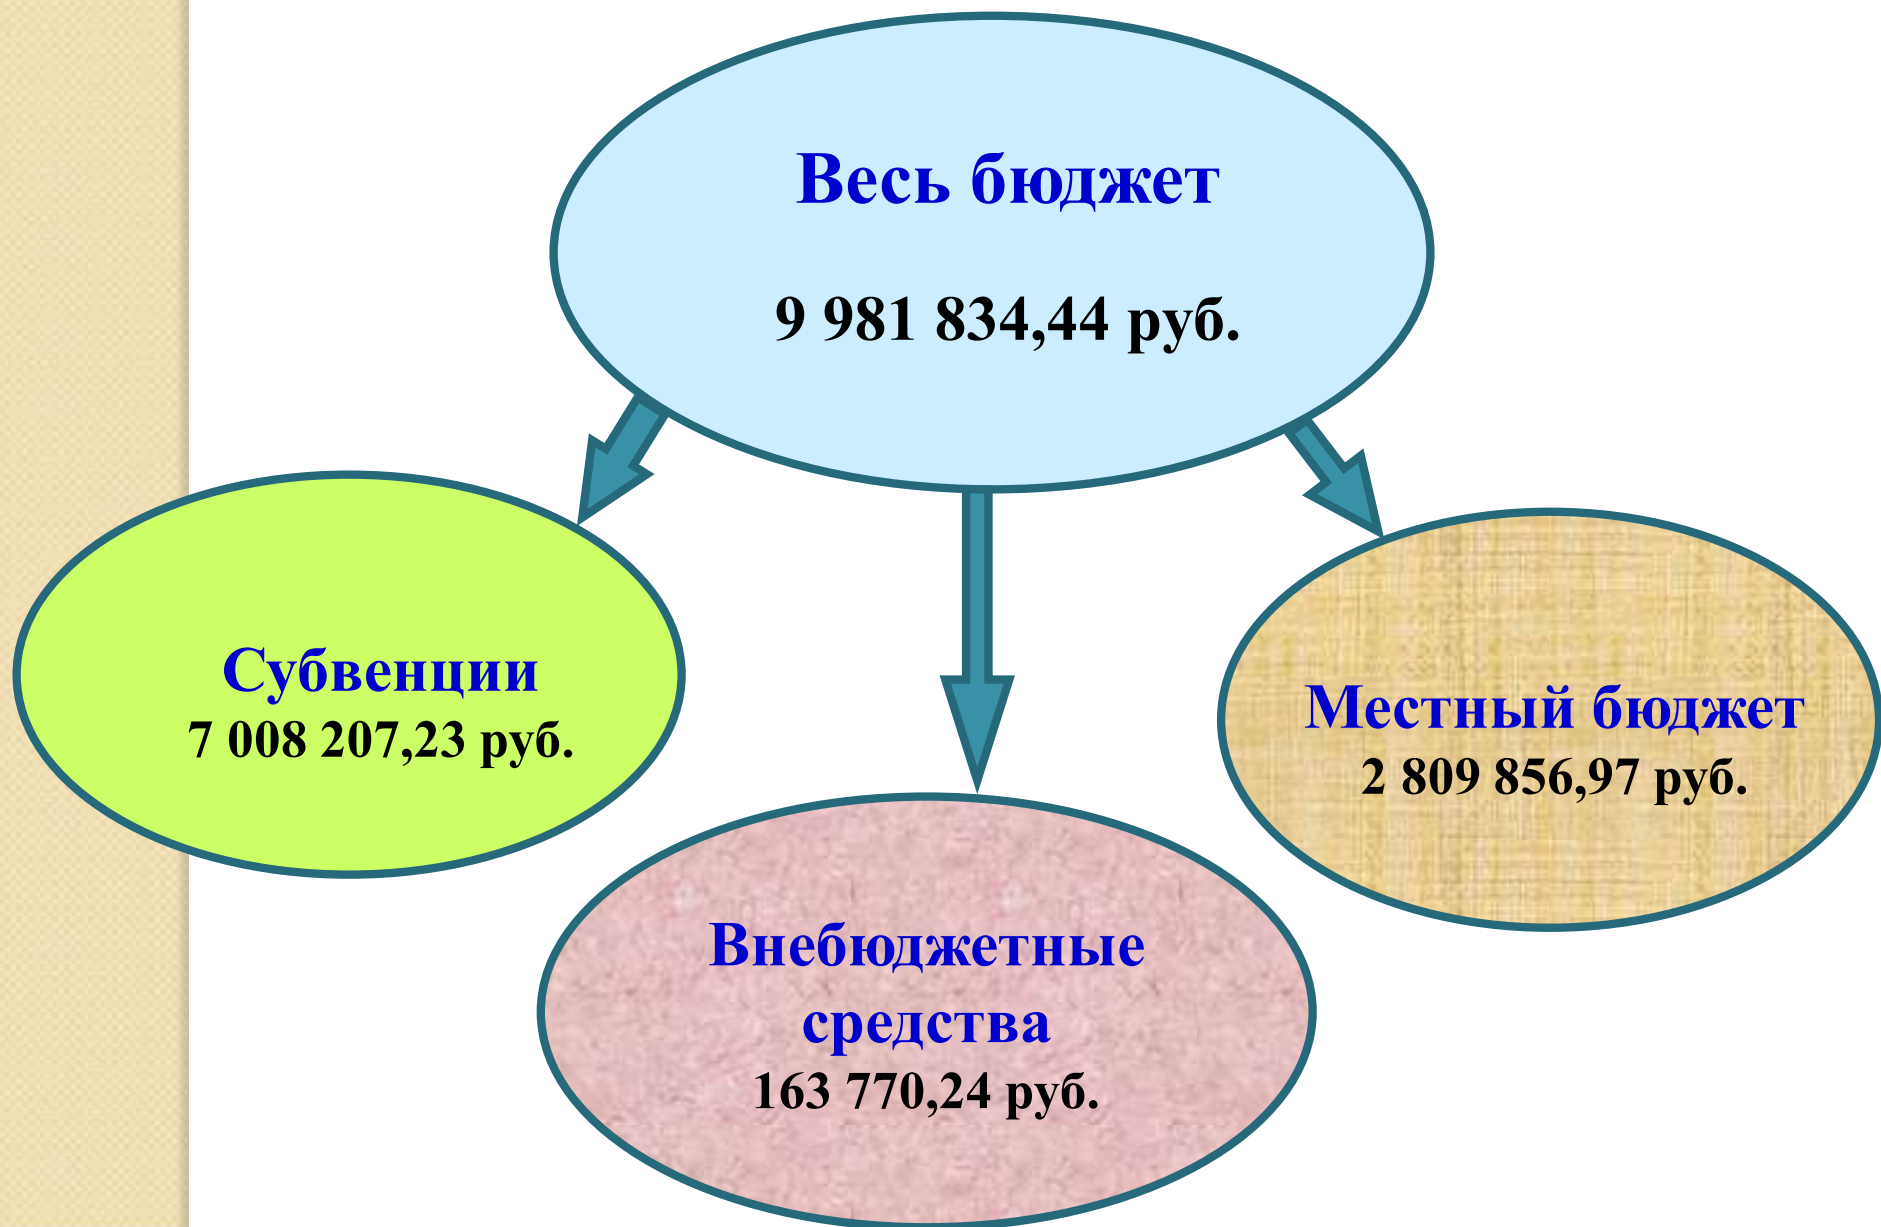 Весь бюджет
9 981 834,44 руб.
Субвенции
7 008 207,23 руб.
Местный бюджет
2 809 856,97 руб.
Внебюджетные
средства
163 770,24 руб.